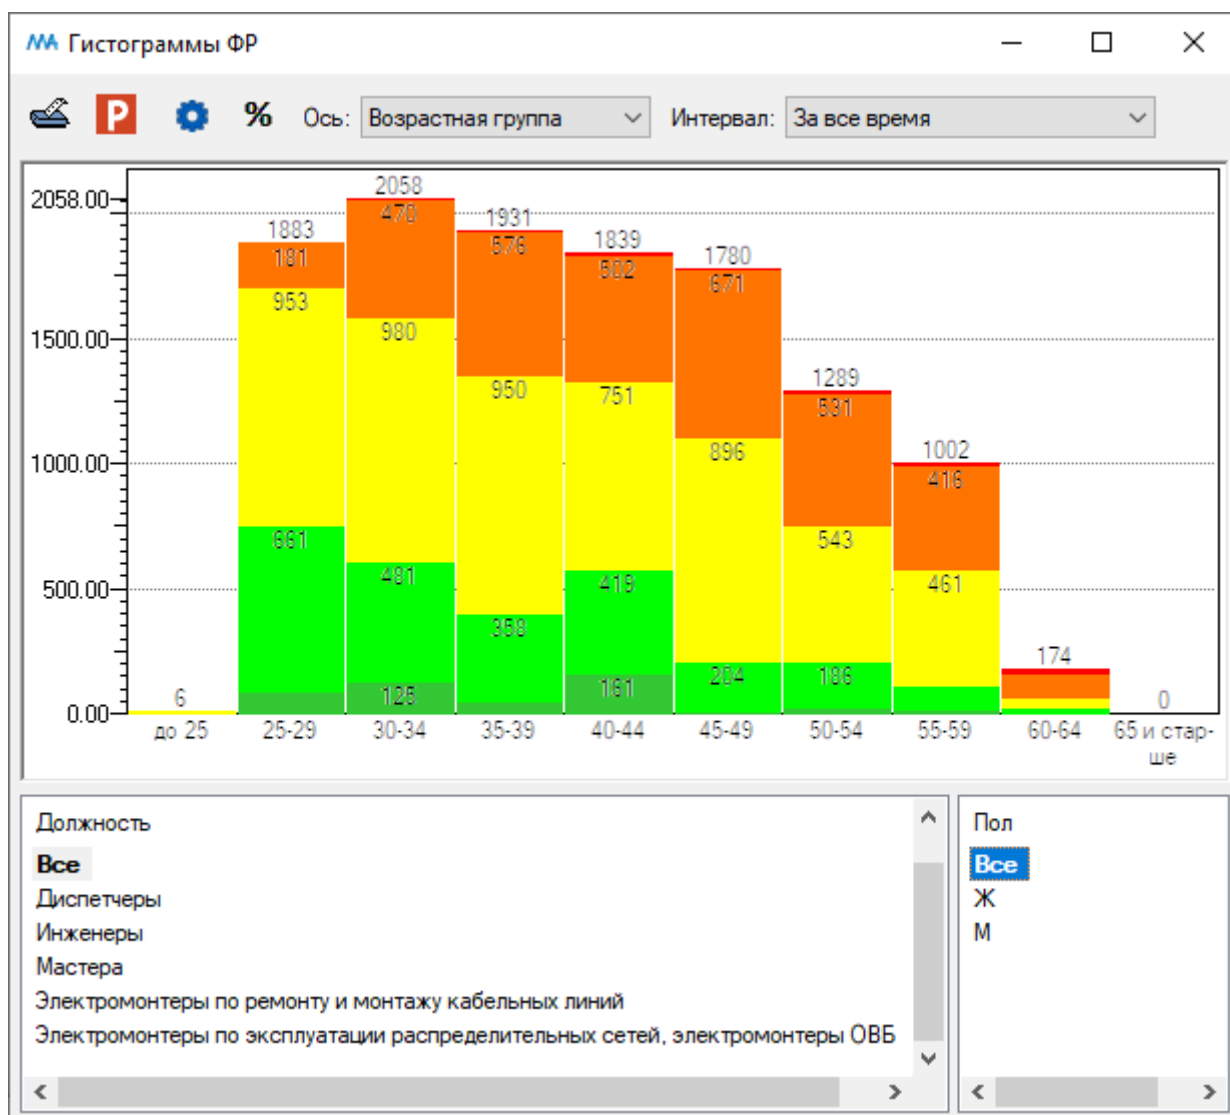 Гистограммы ФР
% Ось: Возрастная группа Интервал: За все время
2058.00
1500.00
1000.00
500.00
0.00
6
1883
181
953
661
2058
470
980
481
125
1931
576
950
358
1839
502
751
419
161
1780
671
896
204
1289
531
543
186
1002
416
461
174
0
до 25 25-29 30-34 35-39 40-44 45-49 50-54 55-59 60-64 65 и стар-
ше
Должность
Все
Диспетчеры
Инженеры
Мастера
Электромонтеры по ремонту и монтажу кабельных линий
Электромонтеры по эксплуатации распределительных сетей, электромонтеры ОВБ
Пол
Все
Ж
М